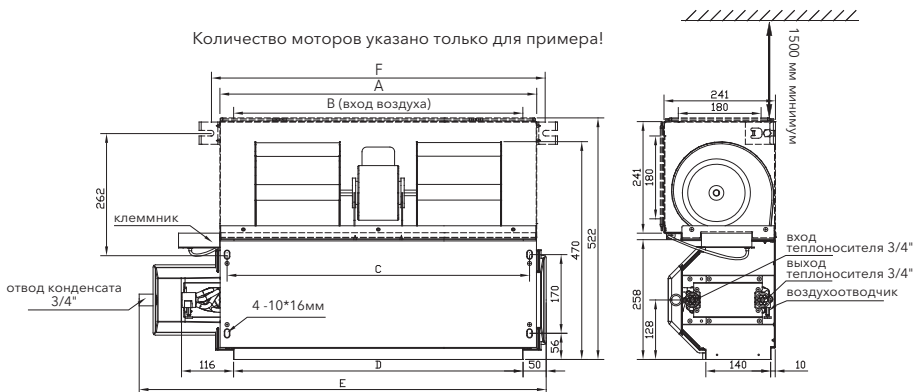 Количество моторов указано только для примера!
F
A
B (вход воздуха)
262
клеммник
отвод конденсата
3/4"
C
4 -10*16мм
116
D
50
E
170
56
470
522
1500 мм минимум
241
180
241
180
258
128
вход
теплоносителя 3/4"
выход
теплоносителя 3/4"
воздухоотводчик
140
10